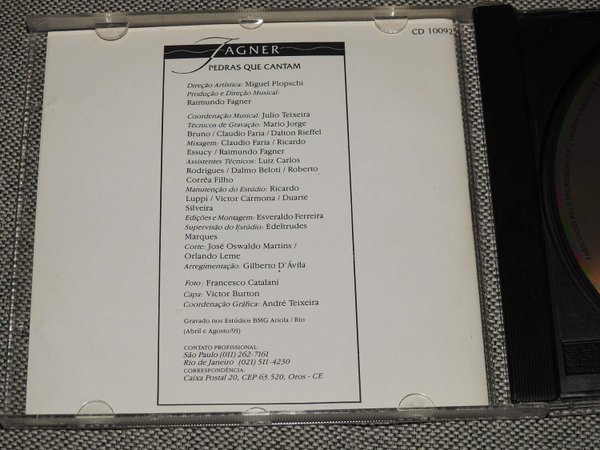 FAGNER
CD 10092
PEDRAS QUE CANTAM
Direção Artística: Miguel Plopschi
Produção e Direção Musical:
Raimundo Fagner
Coordenação Musical: Julio Teixeira
Técnicos de Gravação: Mario Jorge
Bruno / Claudio Faria / Dalton Rieffel
Mixagem: Claudio Faria / Ricardo
Essucy / Raimundo Fagner
Assistentes Técnicos: Luiz Carlos
Rodrigues / Dalmo Beloti / Roberto
Corrêa Filho
Manutenção do Estúdio: Ricardo
Luppi / Victor Carmona / Duarte
Silveira
Edições e Montagem: Esveraldo Ferreira
Supervisão do Estúdio: Edeltrudes
Marques
Corte: José Oswaldo Martins /
Orlando Leme
Arregimentação: Gilberto D'Ávila
Foto: Francesco Catalani
Capa: Victor Burton
Coordenação Gráfica: André Teixeira
Gravado nos Estúdios BMG Ariola / Rio
(Abril e Agosto/91)
CONTATO PROFISSIONAL:
São Paulo (011) 262-7161
Rio de Janeiro (021) 511-4230
CORRESPONDÊNCIA:
Caixa Postal 20, CEP 63.520, Oros - CE
FABRICADO PELA MICROSERVICE